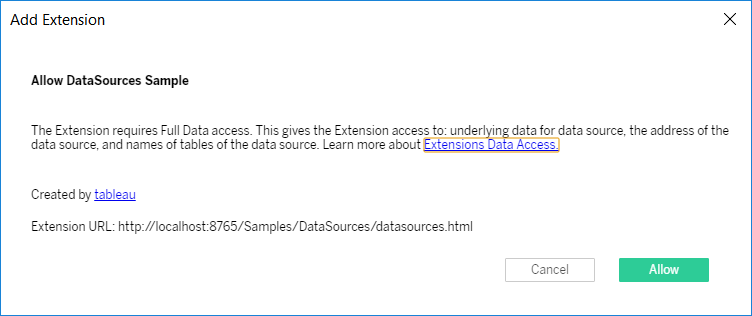 Add Extension
Allow DataSources Sample
The Extension requires Full Data access. This gives the Extension access to: underlying data for data source, the address of the
data source, and names of tables of the data source. Learn more about Extensions Data Access.
Created by tableau
Extension URL: http://localhost:8765/Samples/DataSources/datasources.html
Cancel Allow